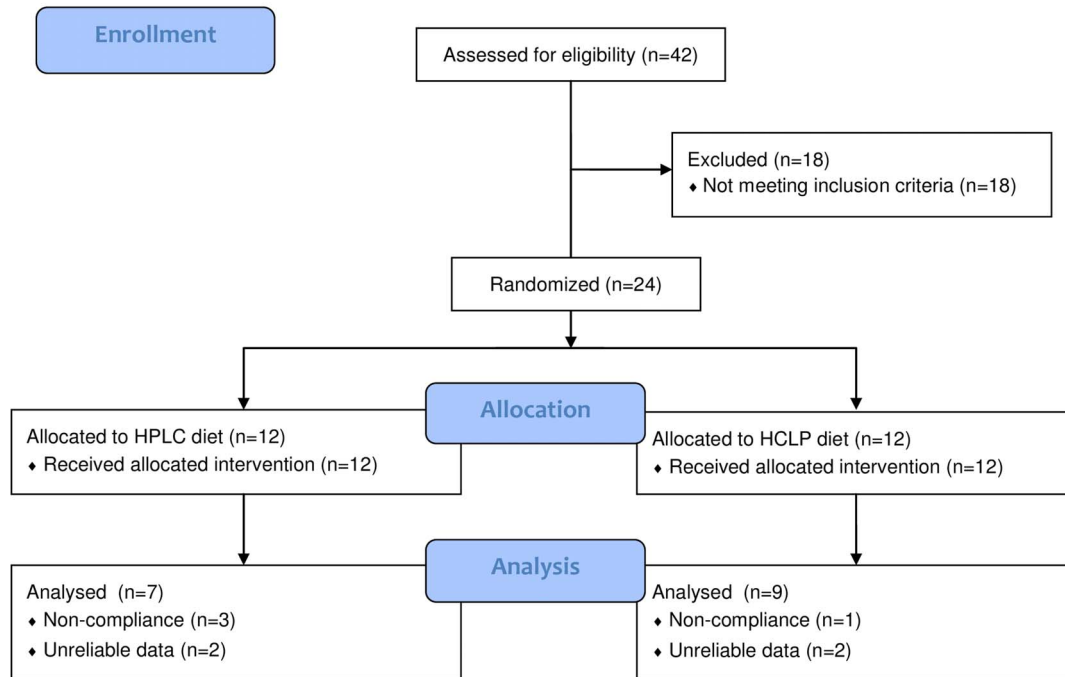 Enrollment
Assessed for eligibility (n=42)
Excluded (n=18)
♦ Not meeting inclusion criteria (n=18)
Randomized (n=24)
Allocation
Allocated to HPLC diet (n=12)
♦ Received allocated intervention (n=12)
Allocated to HCLP diet (n=12)
♦ Received allocated intervention (n=12)
Analysis
Analysed (n=7)
♦ Non-compliance (n=3)
♦ Unreliable data (n=2)
Analysed (n=9)
♦ Non-compliance (n=1)
♦ Unreliable data (n=2)